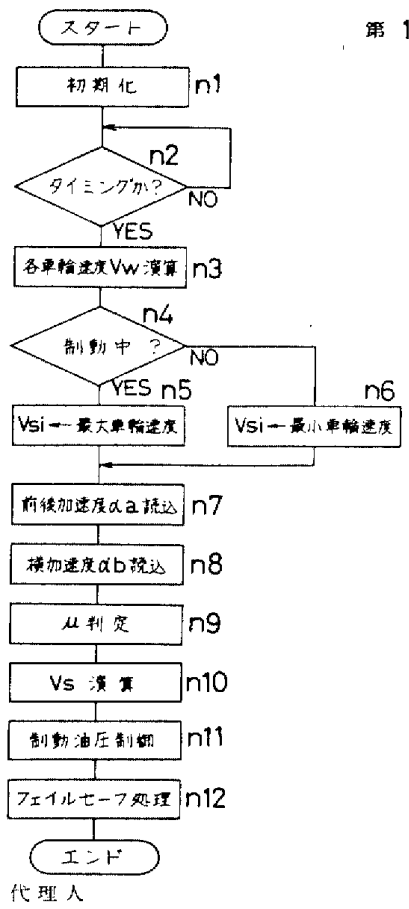 スタート
第 1
初期化 n1
n2
タイミングか?
NO
YES
各車輪速度Vw演算 n3
n4
制動中?
NO
YES n5
n6
Vsi←最大車輪速度
Vsi←最小車輪速度
前後加速度αa読込 n7
横加速度αb読込 n8
μ判定 n9
Vs演算 n10
制動油圧制御 n11
フェイルセーフ処理 n12
エンド
代理人